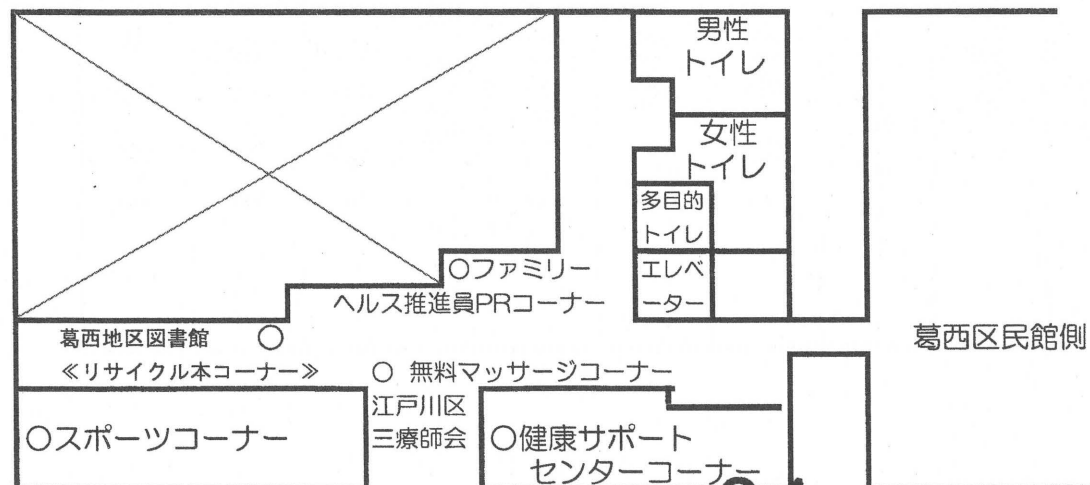 男性
トイレ
女性
トイレ
多目的
トイレ
エレベ
ーター
○ファミリー
ヘルス推進員PRコーナー
葛西地区図書館 ○
≪リサイクル本コーナー≫
○ 無料マッサージコーナー
江戸川区
三療師会
葛西区民館側
○スポーツコーナー
○健康サポート
センターコーナー